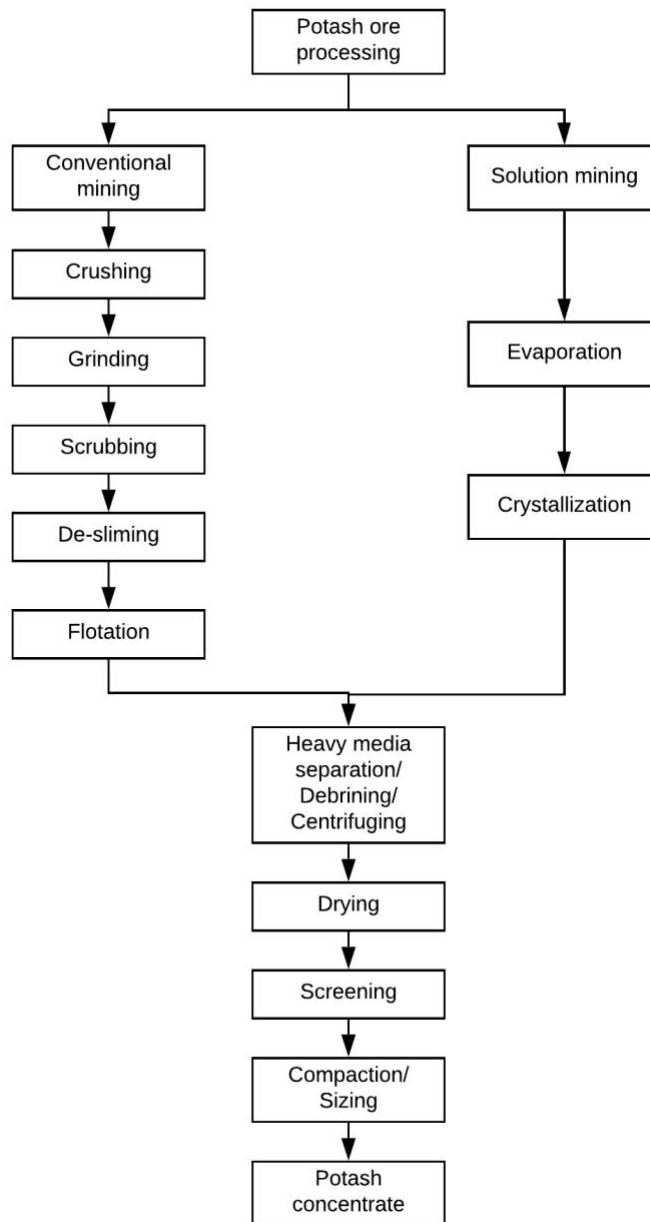 Potash ore
processing
Conventional
mining
Solution mining
Crushing
Grinding
Evaporation
Scrubbing
Crystallization
De-sliming
Flotation
Heavy media
separation/
Debrining/
Centrifuging
Drying
Screening
Compaction/
Sizing
Potash
concentrate